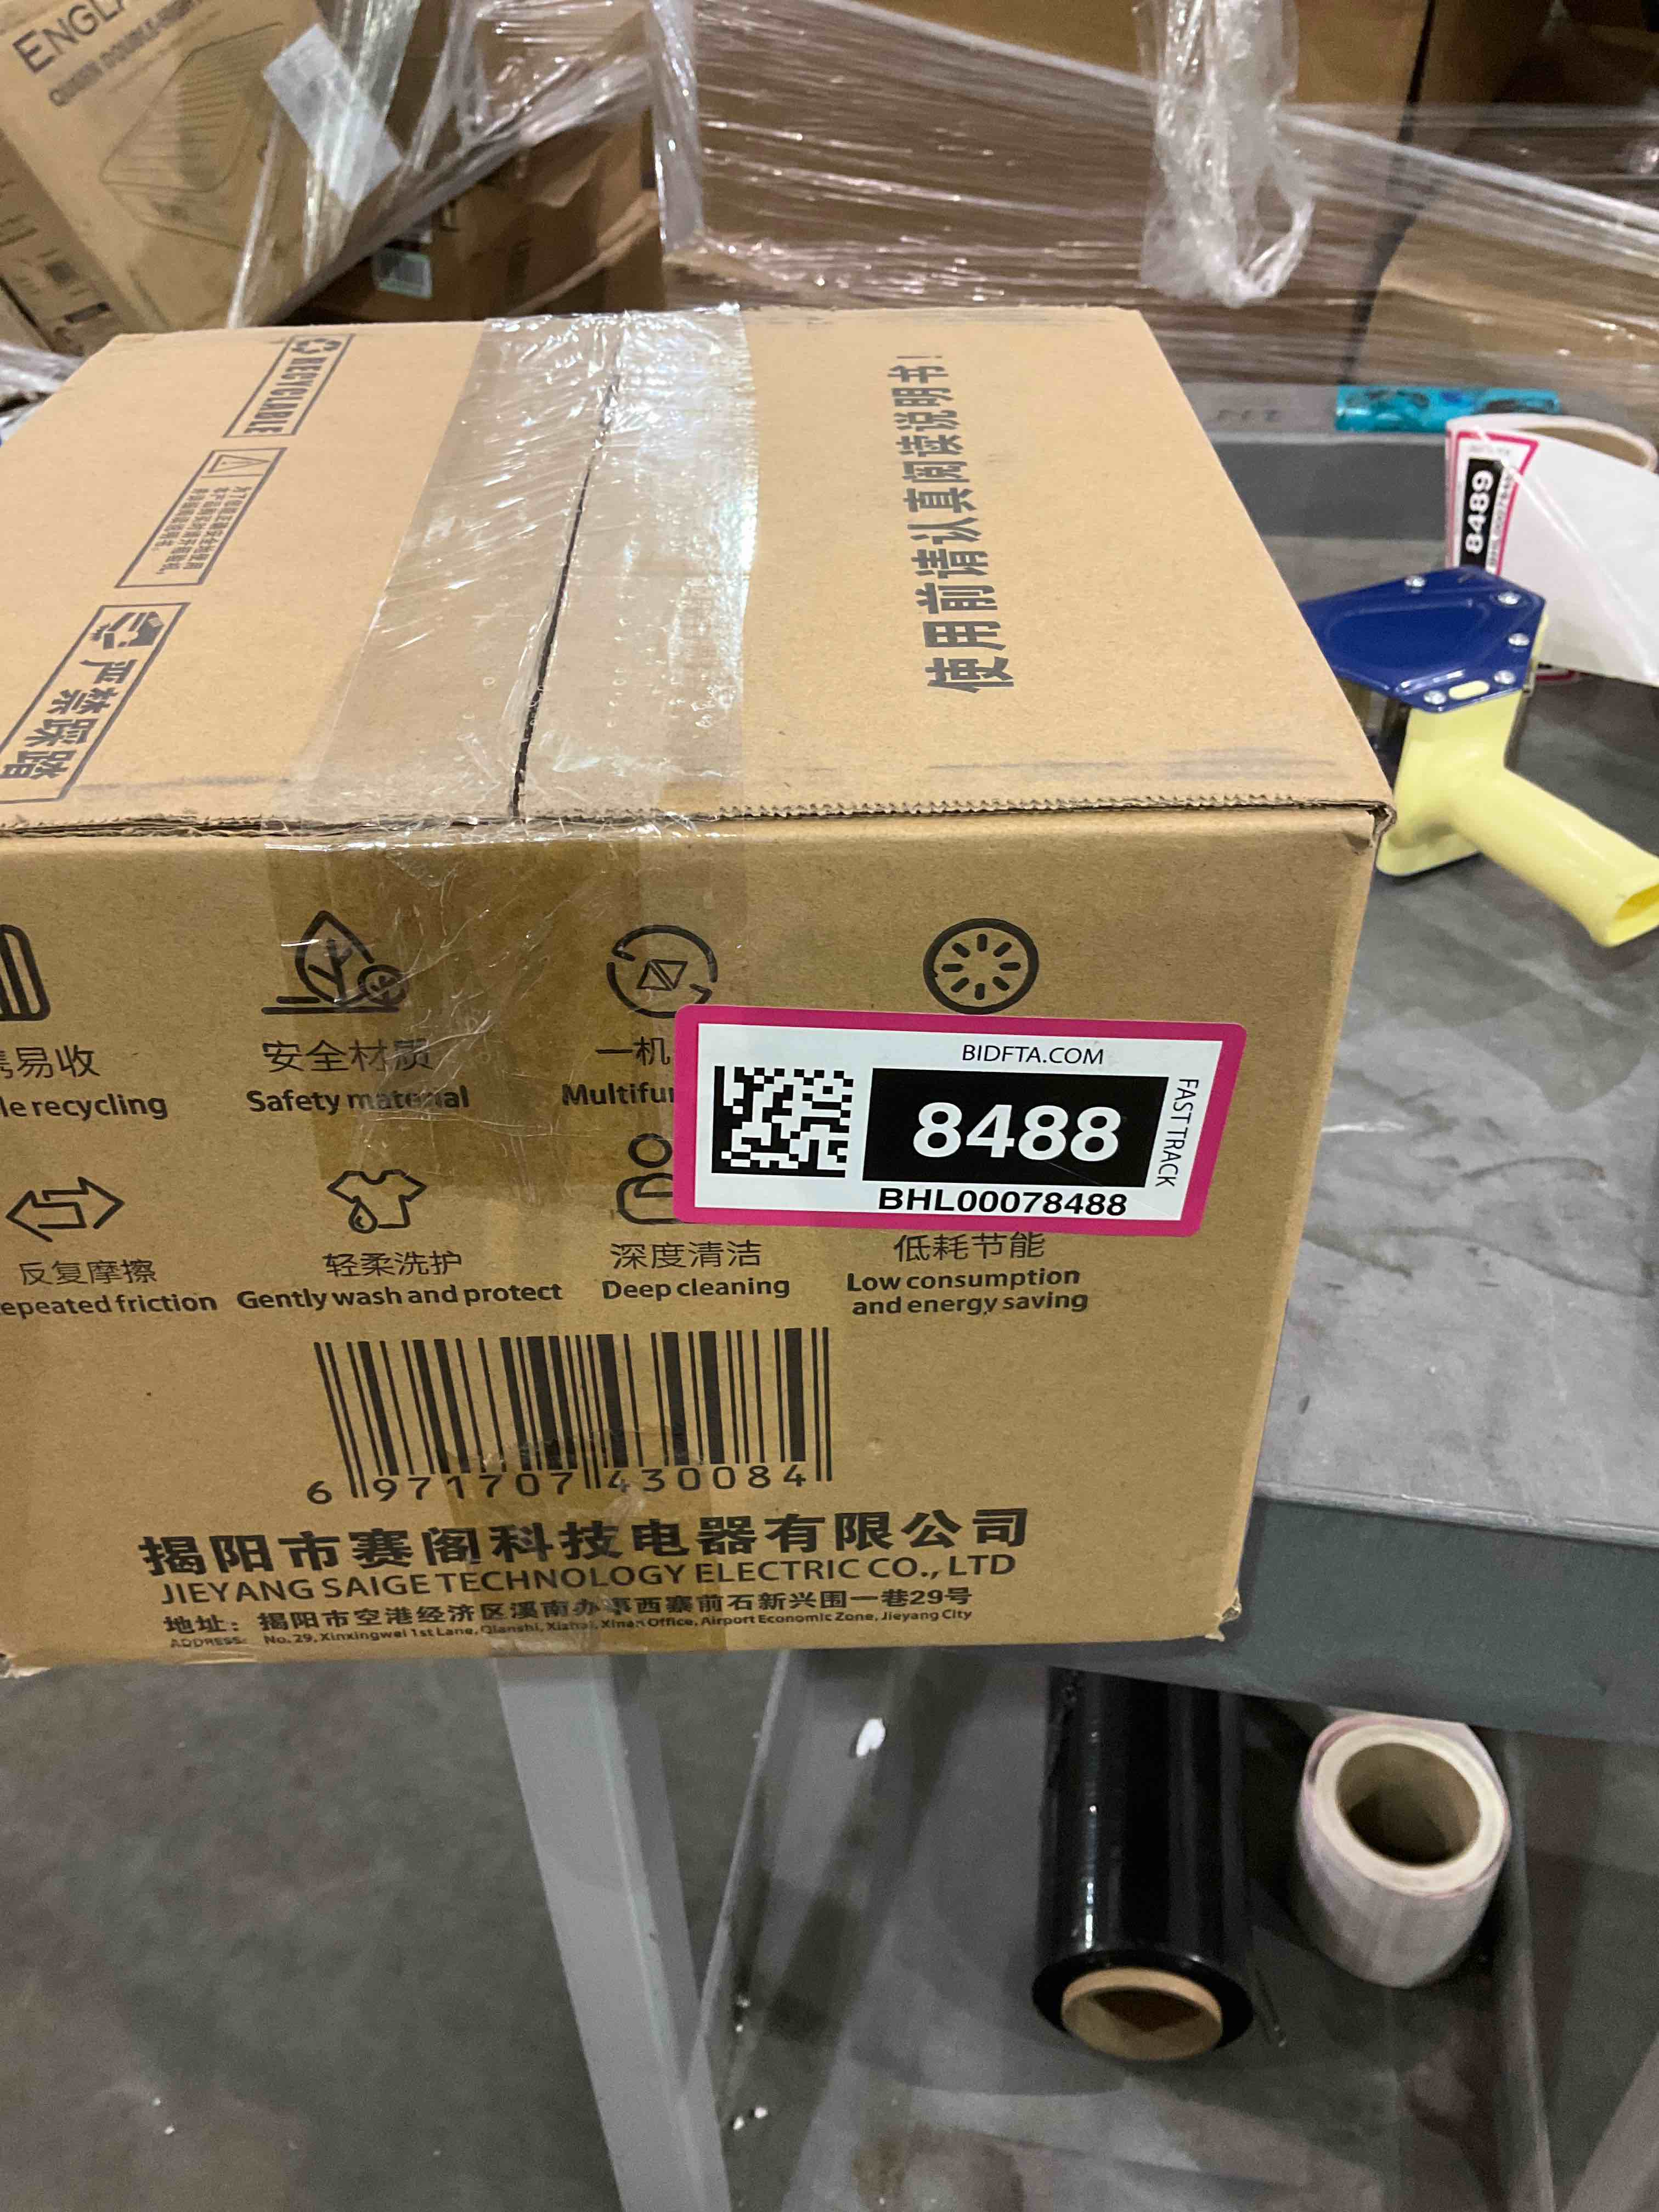 RECYCLABLE
严禁踩踏
使用前请认真阅读说明书!
易收
le recycling
安全材质
Safety material
一机
Multifu
BIDFTA.COM
8488
FAST TRACK
BHL00078488
反复摩擦
epeated friction
轻柔洗护
Gently wash and protect
深度清洁
Deep cleaning
低耗节能
Low consumption
and energy saving
6 971707 430084
揭阳市赛阁科技电器有限公司
JIEYANG SAIGE TECHNOLOGY ELECTRIC CO., LTD
地址: 揭阳市空港经济区溪南办事西寨前石新兴围一巷29号
ADDRESS: No.29, Xinxingwei 1st Lane, Qianshi, Xizhai, Xinan Office, Airport Economic Zone, Jieyang City
8489